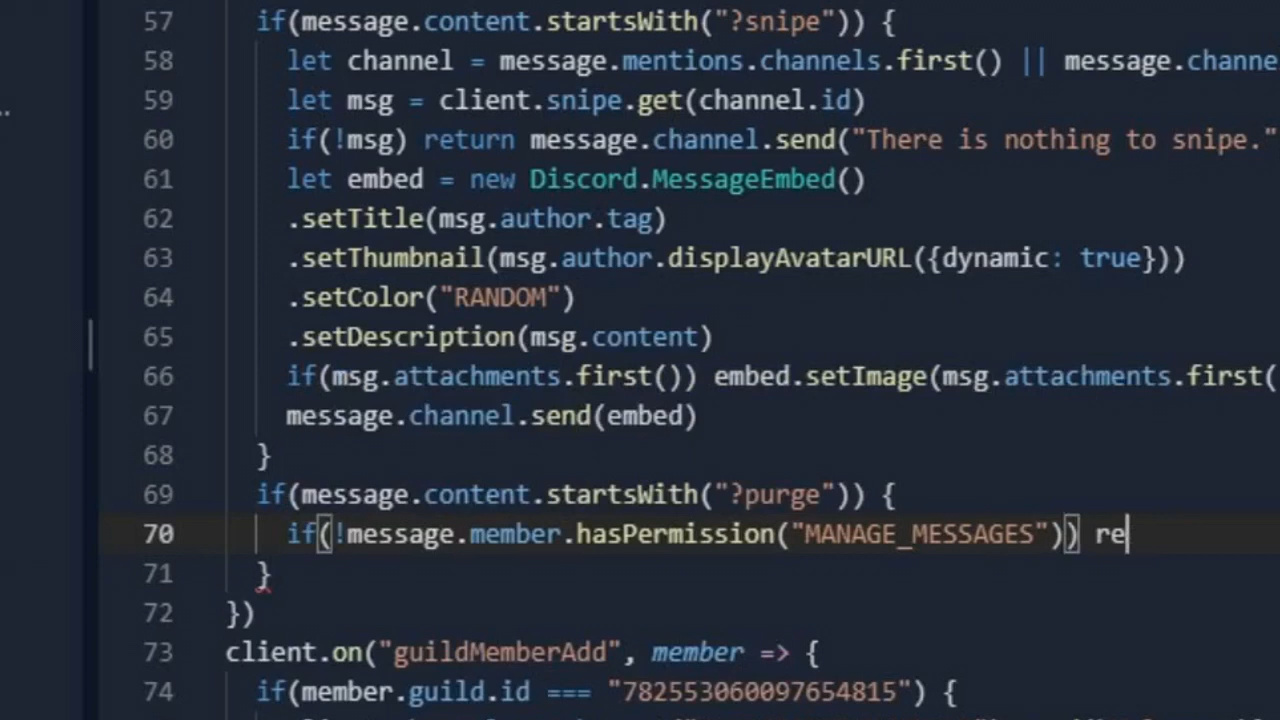 ..
57 if(message.content.startsWith("?snipe")) {
58 let channel = message.mentions.channels.first() || message.channe
59 let msg = client.snipe.get(channel.id)
60 if(!msg) return message.channel.send("There is nothing to snipe."
61 let embed = new Discord.MessageEmbed()
62 .setTitle(msg.author.tag)
63 .setThumbnail(msg.author.displayAvatarURL({dynamic: true}))
64 .setColor("RANDOM")
65 .setDescription(msg.content)
66 if(msg.attachments.first()) embed.setImage(msg.attachments.first(
67 message.channel.send(embed)
68 }
69 if(message.content.startsWith("?purge")) {
70 if(!message.member.hasPermission("MANAGE_MESSAGES")) re
71 }
72 })
73 client.on("guildMemberAdd", member => {
74 if(member.guild.id === "782553060097654815") {